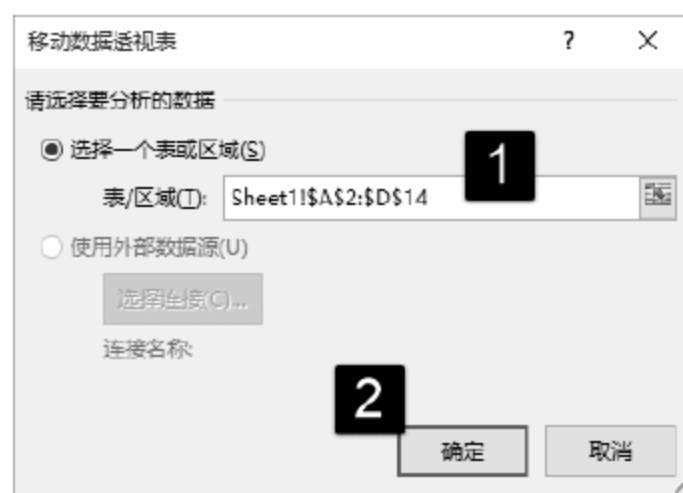 移动数据透视表 ? ×
请选择要分析的数据
选择一个表或区域(S)
1
表/区域(T): Sheet1!$A$2:$D$14
使用外部数据源(U)
选择连接(C)...
连接名称:
2
确定 取消